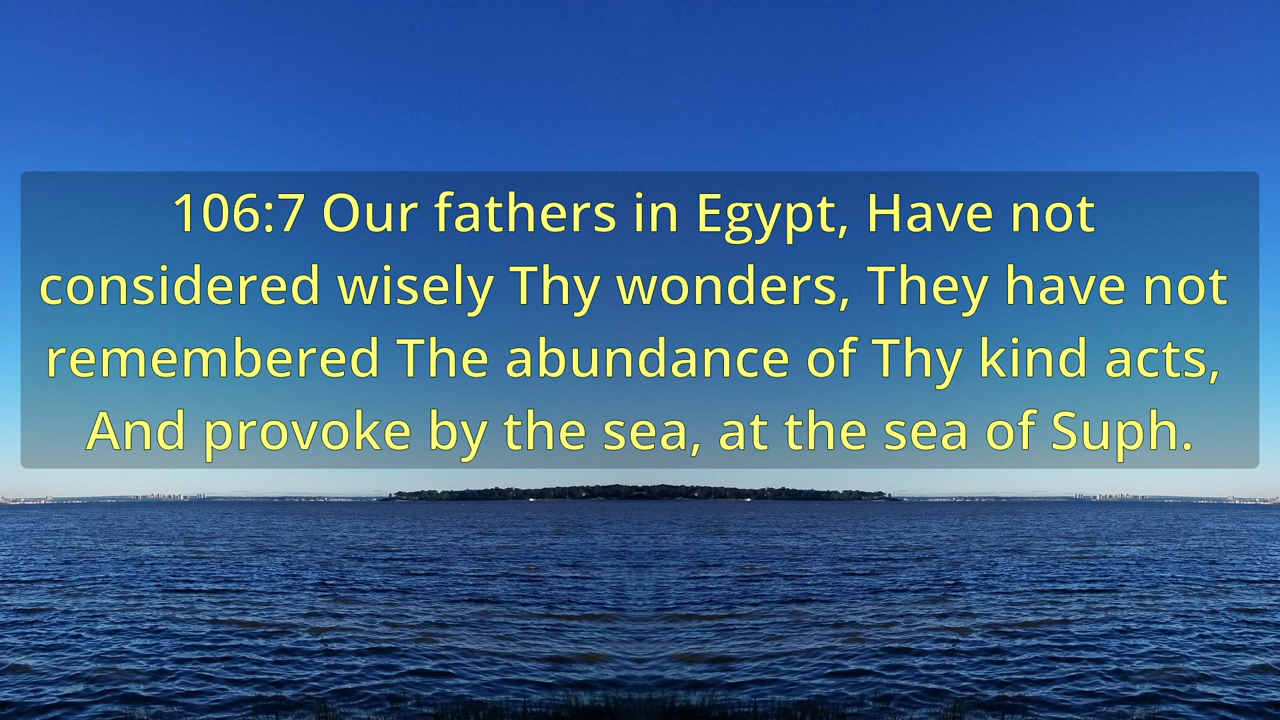 106:7 Our fathers in Egypt, Have not
considered wisely Thy wonders, They have not
remembered The abundance of Thy kind acts,
And provoke by the sea, at the sea of Suph.